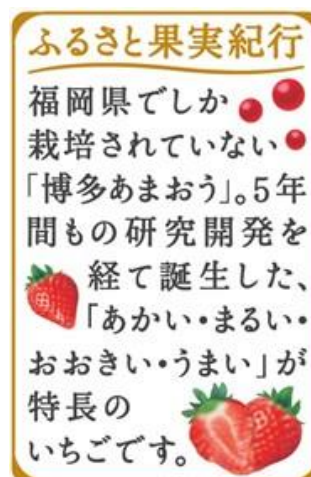 ふるさと果実紀行
福岡県でしか
栽培されていない
「博多あまおう」。5年
間もの研究開発を
経て誕生した、
「あかい・まるい・
おおきい・うまい」が
特長の
いちごです。